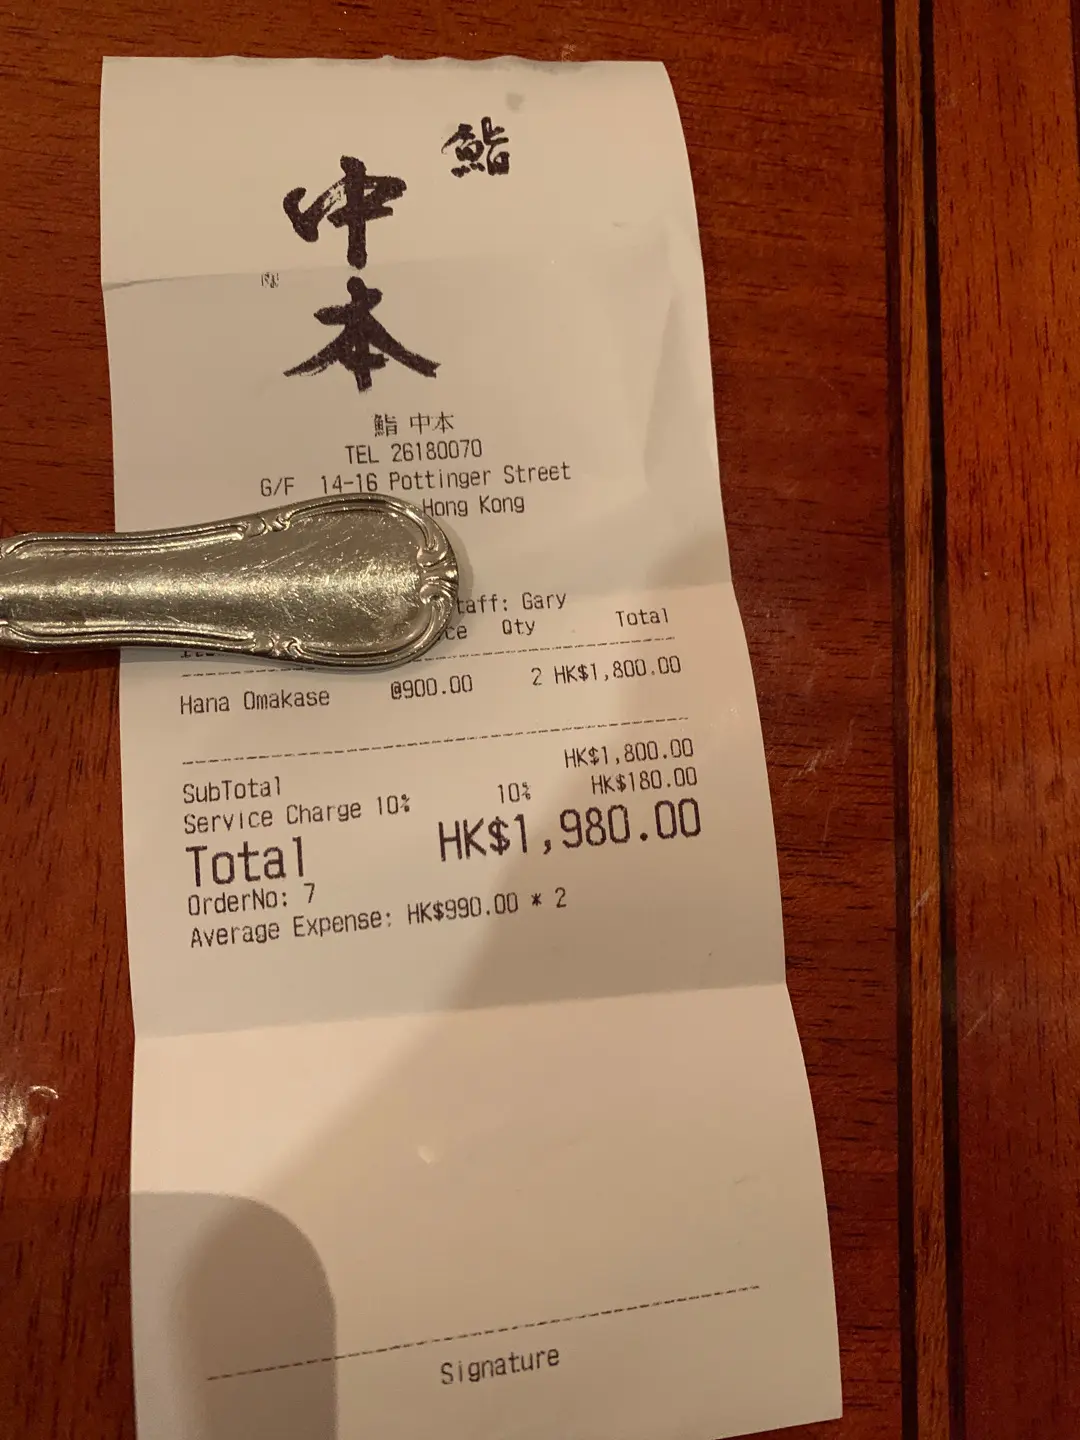 鮨
中
本
鮨 中本
TEL 26180070
G/F 14-16 Pottinger Street
Hong Kong
Gary
Qty Total
Hana Omakase @900.00 2 HK$1,800.00
SubTotal HK$1,800.00
Service Charge 10% 10% HK$180.00
Total HK$1,980.00
OrderNo: 7
Average Expense: HK$990.00 * 2
Signature